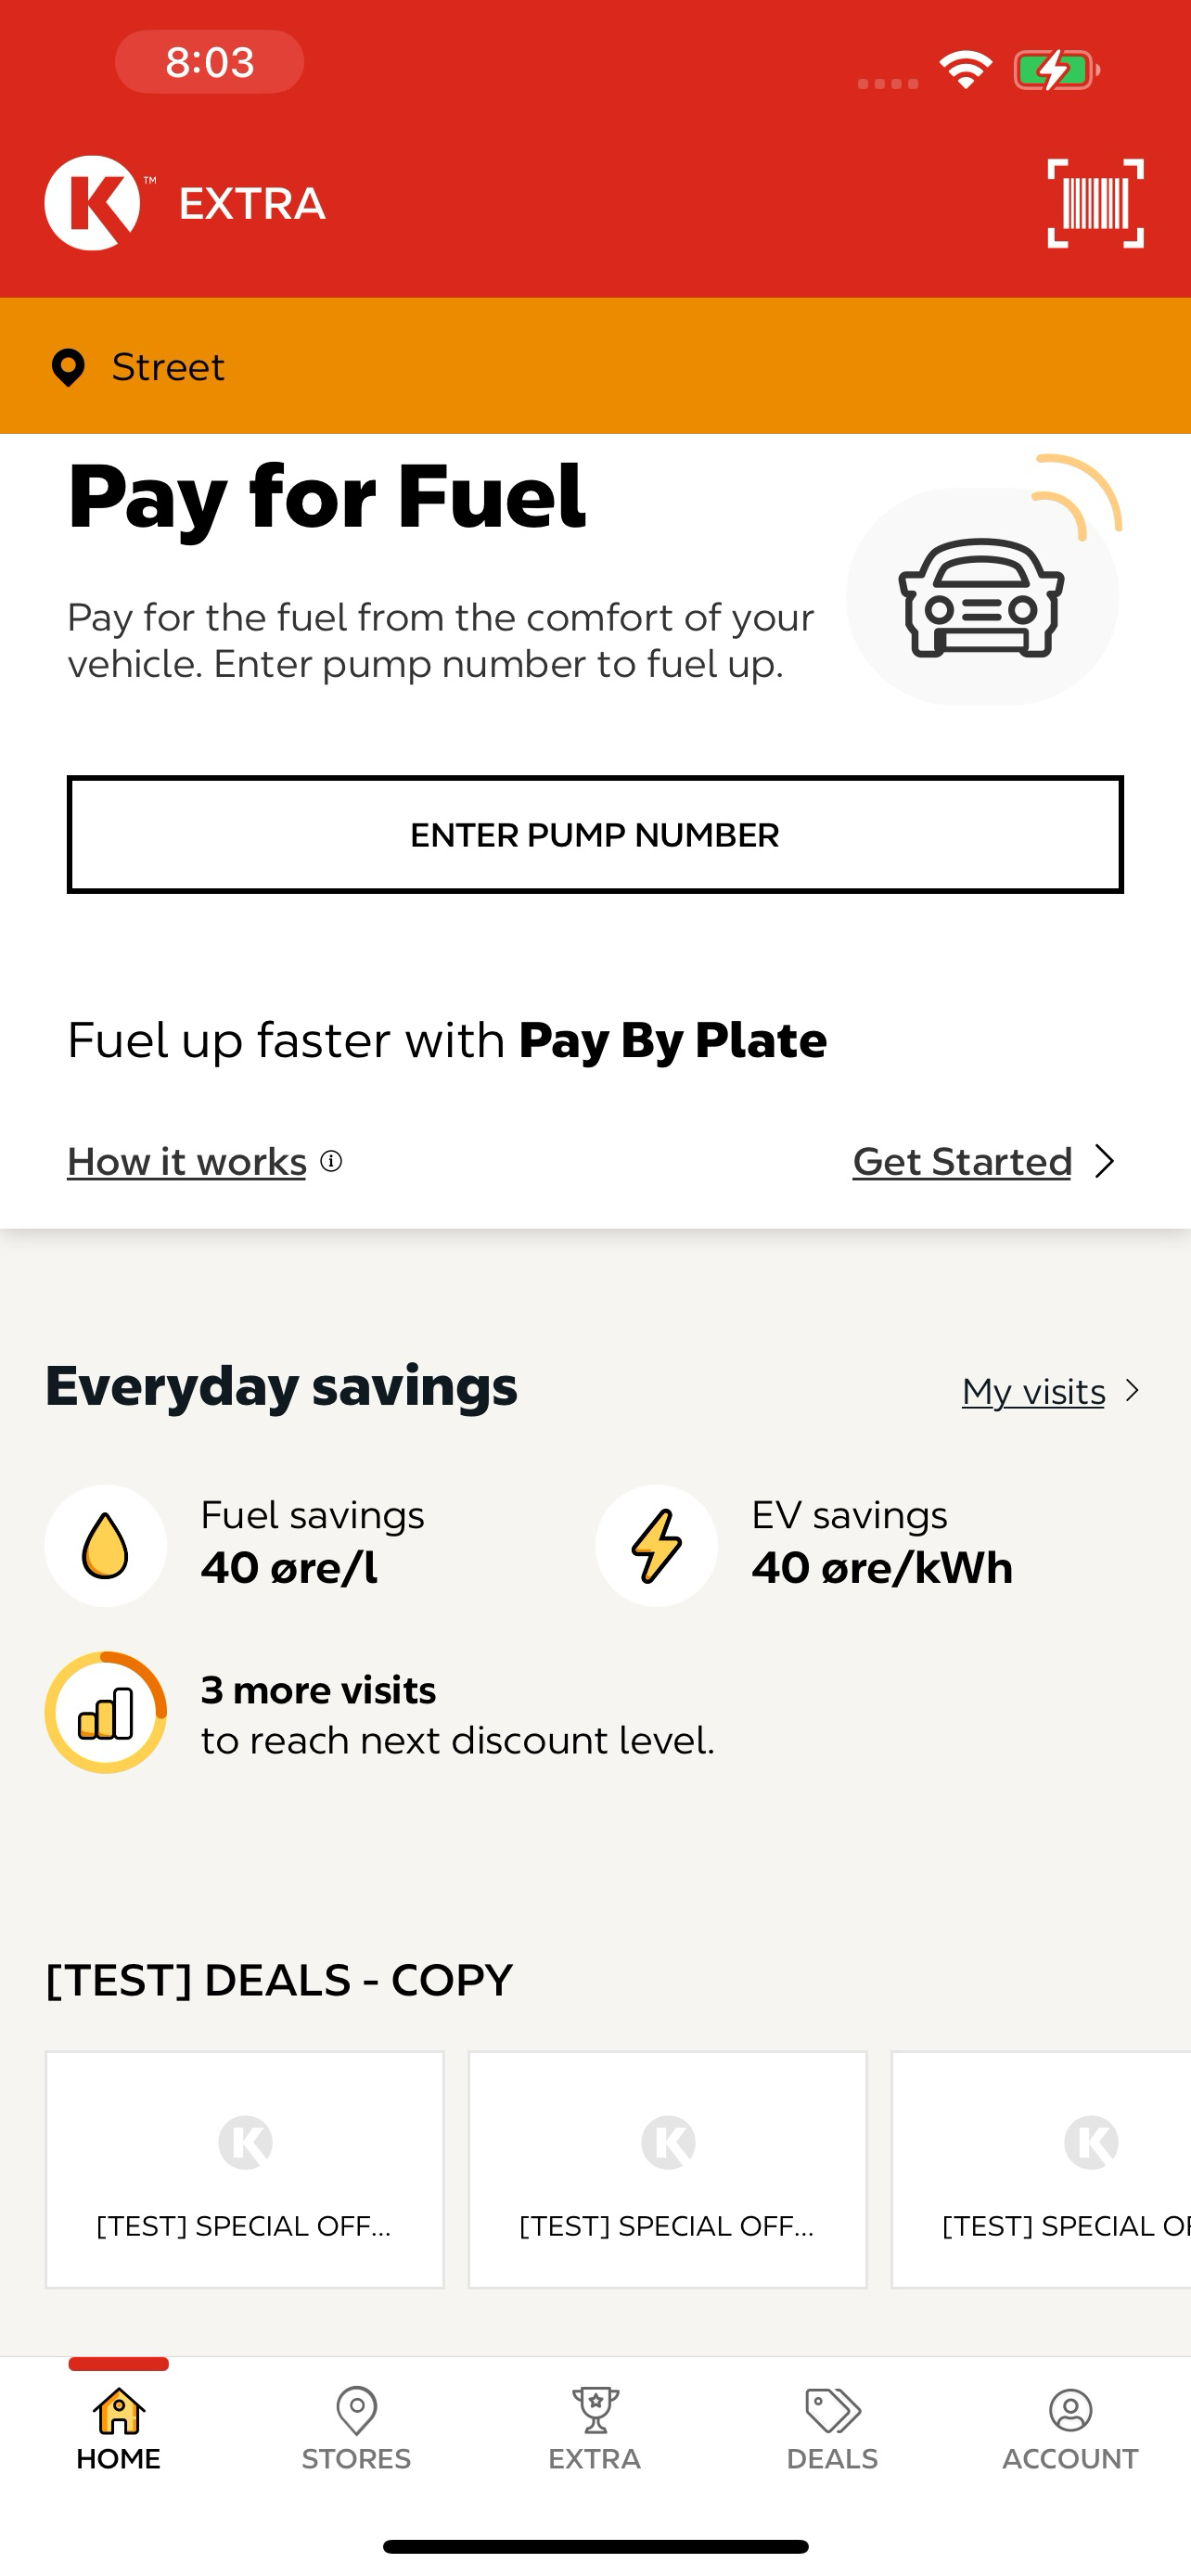 8:03
K™ EXTRA
Street
Pay for Fuel
Pay for the fuel from the comfort of your
vehicle. Enter pump number to fuel up.
ENTER PUMP NUMBER
Fuel up faster with Pay By Plate
How it works
Get Started
Everyday savings
My visits
Fuel savings
40 øre/l
EV savings
40 øre/kWh
3 more visits
to reach next discount level.
[TEST] DEALS - COPY
K
[TEST] SPECIAL OFF...
K
[TEST] SPECIAL OFF...
K
[TEST] SPECIAL OF
HOME
STORES
EXTRA
DEALS
ACCOUNT